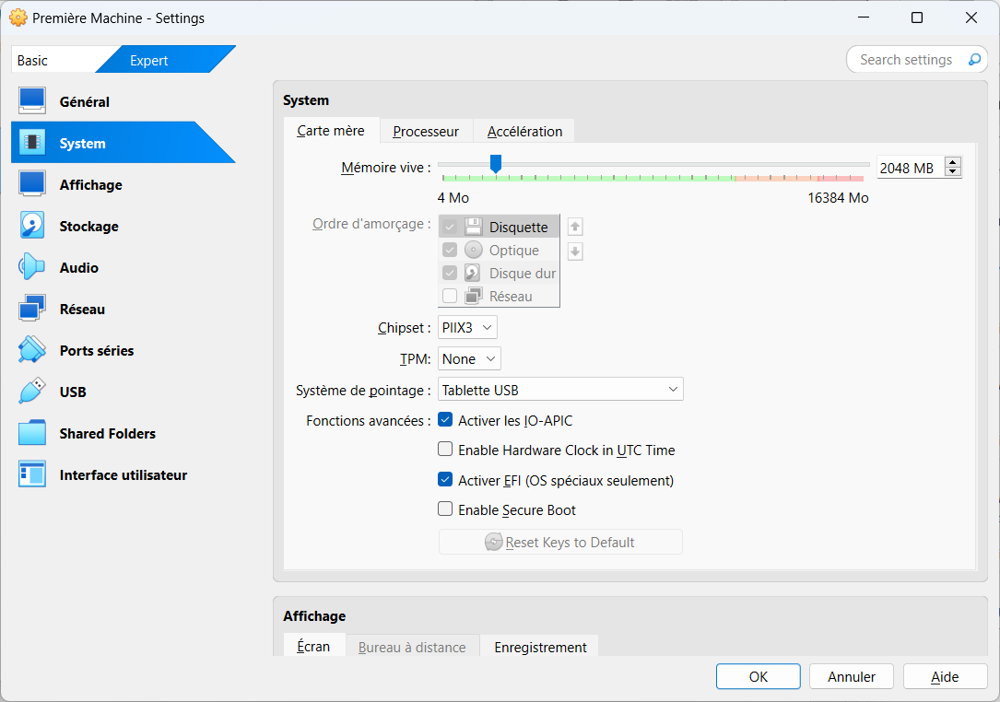 Première Machine - Settings
Basic
Expert
Search settings
Général
System
Affichage
Stockage
Audio
Réseau
Ports séries
USB
Shared Folders
Interface utilisateur
System
Carte mère
Processeur
Accélération
Mémoire vive :
2048 MB
4 Mo
16384 Mo
Ordre d'amorçage :
Disquette
Optique
Disque dur
Réseau
Chipset :
PIIX3
TPM:
None
Système de pointage :
Tablette USB
Fonctions avancées :
Activer les IO-APIC
Enable Hardware Clock in UTC Time
Activer EFI (OS spéciaux seulement)
Enable Secure Boot
Reset Keys to Default
Affichage
Écran
Bureau à distance
Enregistrement
OK
Annuler
Aide